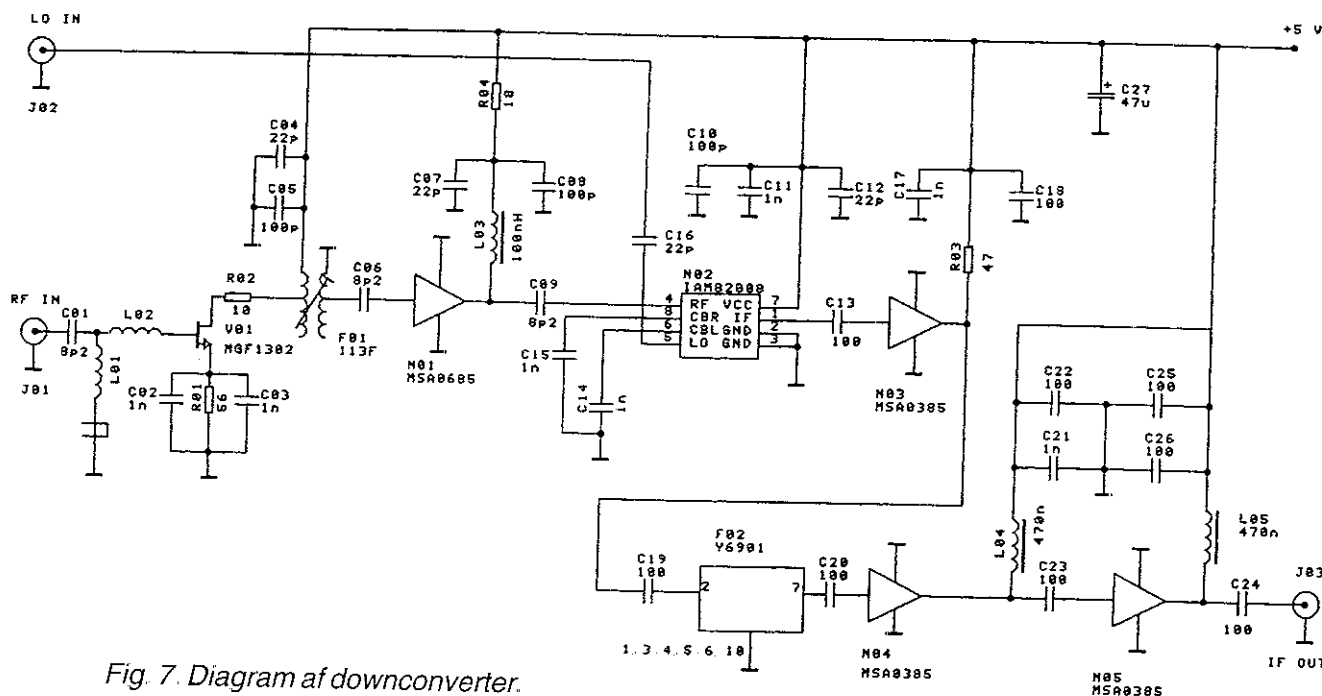 LO IN
J02
+5 V
R04
18
C27
47u
C04
22p
C05
100p
C07
22p
C08
100p
L03
100nH
C10
100p
C11
1n
C12
22p
C17
1n
C18
100
C16
22p
R03
47
RF IN
J01
C01
8p2
L02
L01
R02
10
V01
MGF1302
C02
1n
R01
56
C03
1n
F01
113F
C06
8p2
N01
MSA0685
C09
8p2
N02
IAM82008
4 RF VCC 7
8 CBR IF 1
6 CBL GND 2
5 LO GND 3
C15
1n
C14
1n
C13
100
N03
MSA0385
C22
100
C25
100
C21
1n
C26
100
L04
470n
L05
470n
F02
Y6901
C19
100
2
7
1.3.4.5.6.10
C20
100
N04
MSA0385
C23
100
N05
MSA0385
C24
100
J03
IF OUT
Fig. 7. Diagram af downconverter.